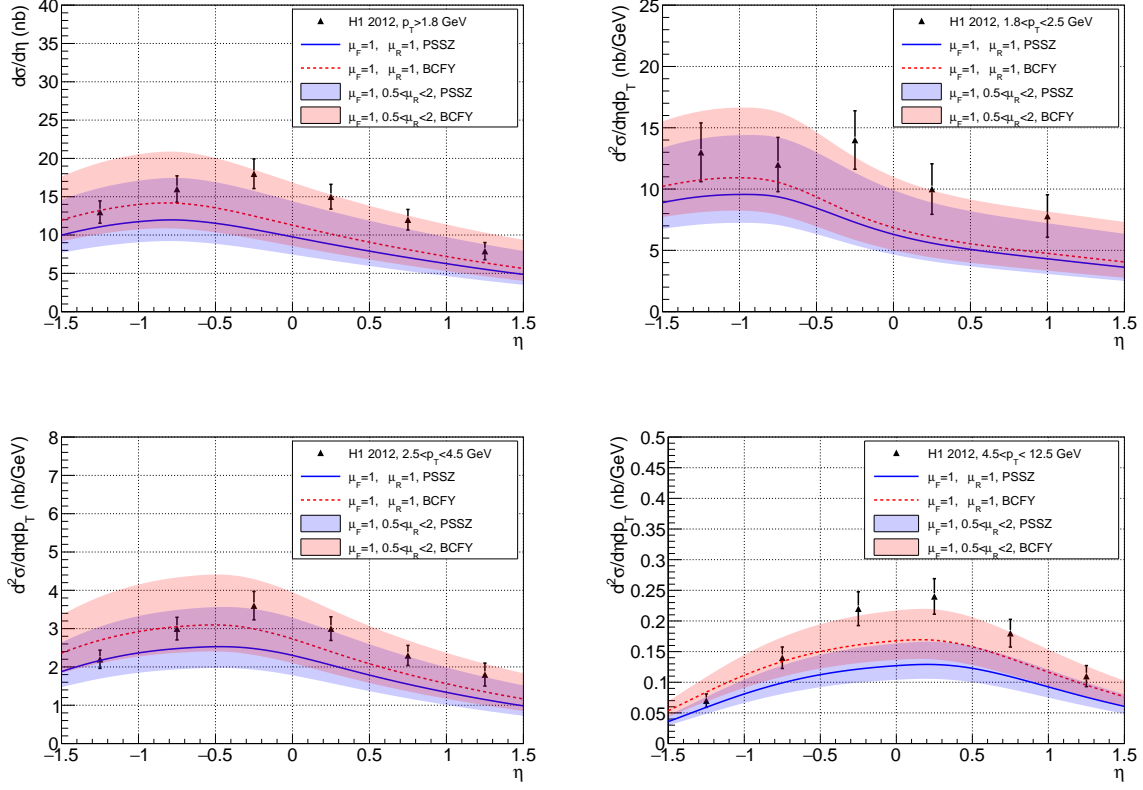 dσ/dη (nb)
40
35
30
25
20
15
10
5
0
−1.5 −1 −0.5 0 0.5 1 1.5
η
H1 2012, p_T>1.8 GeV
μ_F=1, μ_R=1, PSSZ
μ_F=1, μ_R=1, BCFY
μ_F=1, 0.5<μ_R<2, PSSZ
μ_F=1, 0.5<μ_R<2, BCFY
d²σ/dηdp_T (nb/GeV)
25
20
15
10
5
0
−1.5 −1 −0.5 0 0.5 1 1.5
η
H1 2012, 1.8<p_T<2.5 GeV
μ_F=1, μ_R=1, PSSZ
μ_F=1, μ_R=1, BCFY
μ_F=1, 0.5<μ_R<2, PSSZ
μ_F=1, 0.5<μ_R<2, BCFY
d²σ/dηdp_T (nb/GeV)
8
7
6
5
4
3
2
1
0
−1.5 −1 −0.5 0 0.5 1 1.5
η
H1 2012, 2.5<p_T<4.5 GeV
μ_F=1, μ_R=1, PSSZ
μ_F=1, μ_R=1, BCFY
μ_F=1, 0.5<μ_R<2, PSSZ
μ_F=1, 0.5<μ_R<2, BCFY
d²σ/dηdp_T (nb/GeV)
0.5
0.45
0.4
0.35
0.3
0.25
0.2
0.15
0.1
0.05
0
−1.5 −1 −0.5 0 0.5 1 1.5
η
H1 2012, 4.5<p_T< 12.5 GeV
μ_F=1, μ_R=1, PSSZ
μ_F=1, μ_R=1, BCFY
μ_F=1, 0.5<μ_R<2, PSSZ
μ_F=1, 0.5<μ_R<2, BCFY